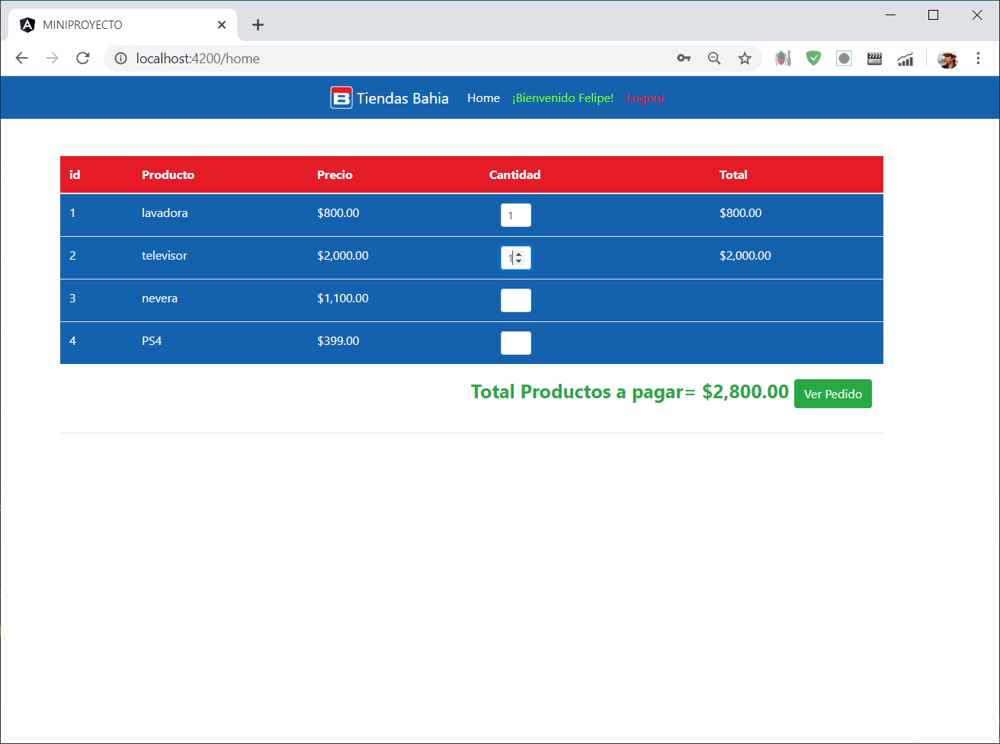 MINIPROYECTO
localhost:4200/home
B Tiendas Bahia Home ¡Bienvenido Felipe! Logout
id Producto Precio Cantidad Total
1 lavadora $800.00 1 $800.00
2 televisor $2,000.00 1 $2,000.00
3 nevera $1,100.00
4 PS4 $399.00
Total Productos a pagar= $2,800.00 Ver Pedido